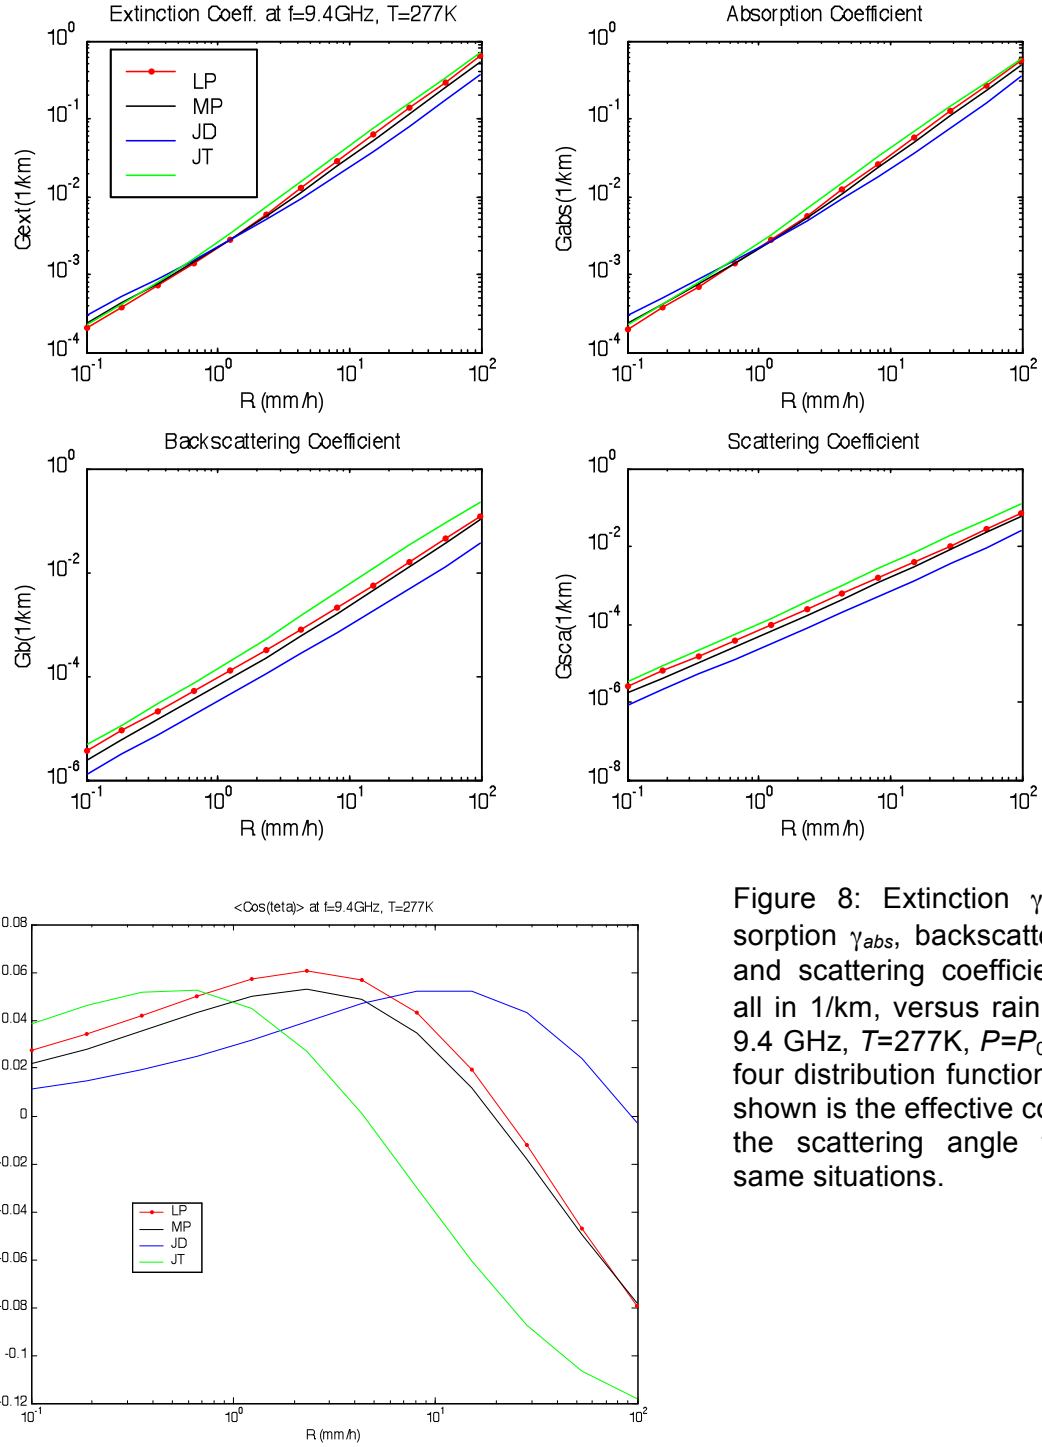 Extinction Coeff. at f=9.4GHz, T=277K
Gext(1/km)
10^0
10^-1
10^-2
10^-3
10^-4
LP
MP
JD
JT
10^-1 10^0 10^1 10^2
R (mm/h)
Absorption Coefficient
Gabs(1/km)
10^0
10^-1
10^-2
10^-3
10^-4
10^-1 10^0 10^1 10^2
R (mm/h)
Backscattering Coefficient
Gb(1/km)
10^0
10^-2
10^-4
10^-6
10^-1 10^0 10^1 10^2
R (mm/h)
Scattering Coefficient
Gsca(1/km)
10^0
10^-2
10^-4
10^-6
10^-8
10^-1 10^0 10^1 10^2
R (mm/h)
<Cos(teta)> at f=9.4GHz, T=277K
0.08
0.06
0.04
0.02
0
-0.02
-0.04
-0.06
-0.08
-0.1
-0.12
LP
MP
JD
JT
10^-1 10^0 10^1 10^2
R (mm/h)
Figure 8: Extinction γ
sorption γabs, backscatte
and scattering coefficie
all in 1/km, versus rain
9.4 GHz, T=277K, P=P0
four distribution function
shown is the effective co
the scattering angle
same situations.